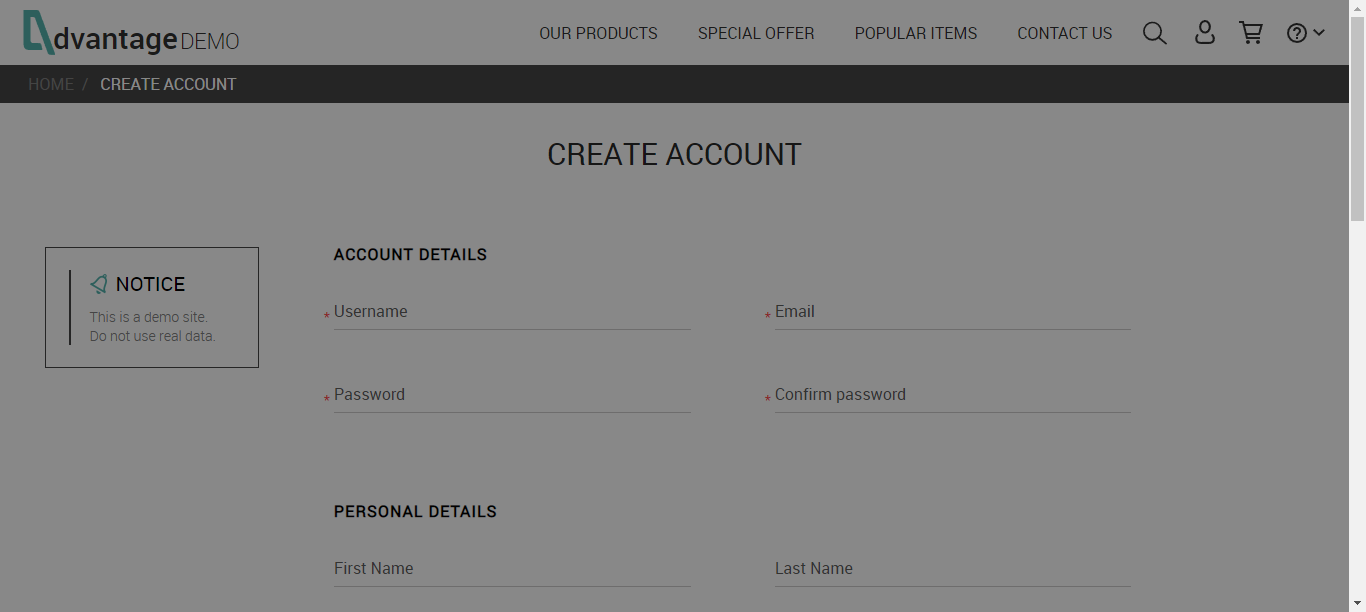 dvantage DEMO
OUR PRODUCTS SPECIAL OFFER POPULAR ITEMS CONTACT US
HOME / CREATE ACCOUNT
CREATE ACCOUNT
NOTICE
This is a demo site.
Do not use real data.
ACCOUNT DETAILS
* Username * Email
* Password * Confirm password
PERSONAL DETAILS
First Name Last Name